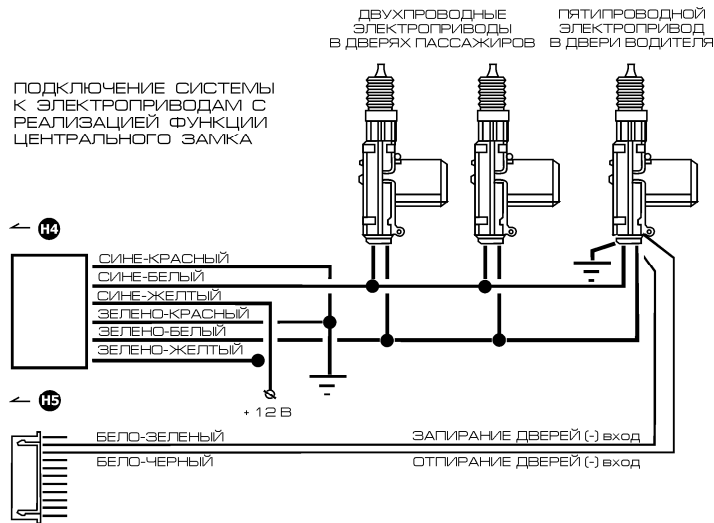 ДВУХПРОВОДНЫЕ
ЭЛЕКТРОПРИВОДЫ
В ДВЕРЯХ ПАССАЖИРОВ
ПЯТИПРОВОДНОЙ
ЭЛЕКТРОПРИВОД
В ДВЕРИ ВОДИТЕЛЯ
ПОДКЛЮЧЕНИЕ СИСТЕМЫ
К ЭЛЕКТРОПРИВОДАМ С
РЕАЛИЗАЦИЕЙ ФУНКЦИИ
ЦЕНТРАЛЬНОГО ЗАМКА
H4
СИНЕ-КРАСНЫЙ
СИНЕ-БЕЛЫЙ
СИНЕ-ЖЕЛТЫЙ
ЗЕЛЕНО-КРАСНЫЙ
ЗЕЛЕНО-БЕЛЫЙ
ЗЕЛЕНО-ЖЕЛТЫЙ
H5
+ 12 В
БЕЛО-ЗЕЛЕНЫЙ
ЗАПИРАНИЕ ДВЕРЕЙ (-) вход
БЕЛО-ЧЕРНЫЙ
ОТПИРАНИЕ ДВЕРЕЙ (-) вход